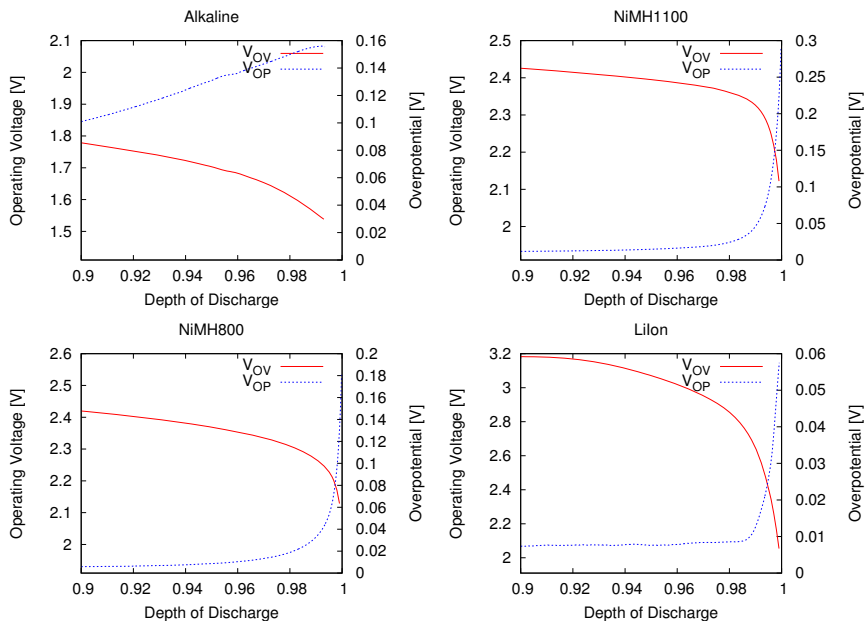 Alkaline
V_OV
V_OP
2.1
2
1.9
1.8
1.7
1.6
1.5
0.16
0.14
0.12
0.1
0.08
0.06
0.04
0.02
0
Operating Voltage [V]
Overpotential [V]
0.9 0.92 0.94 0.96 0.98 1
Depth of Discharge
NiMH1100
V_OV
V_OP
2.5
2.4
2.3
2.2
2.1
2
0.3
0.25
0.2
0.15
0.1
0.05
0
Operating Voltage [V]
Overpotential [V]
0.9 0.92 0.94 0.96 0.98 1
Depth of Discharge
NiMH800
V_OV
V_OP
2.6
2.5
2.4
2.3
2.2
2.1
2
0.2
0.18
0.16
0.14
0.12
0.1
0.08
0.06
0.04
0.02
0
Operating Voltage [V]
Overpotential [V]
0.9 0.92 0.94 0.96 0.98 1
Depth of Discharge
LiIon
V_OV
V_OP
3.2
3
2.8
2.6
2.4
2.2
2
0.06
0.05
0.04
0.03
0.02
0.01
0
Operating Voltage [V]
Overpotential [V]
0.9 0.92 0.94 0.96 0.98 1
Depth of Discharge